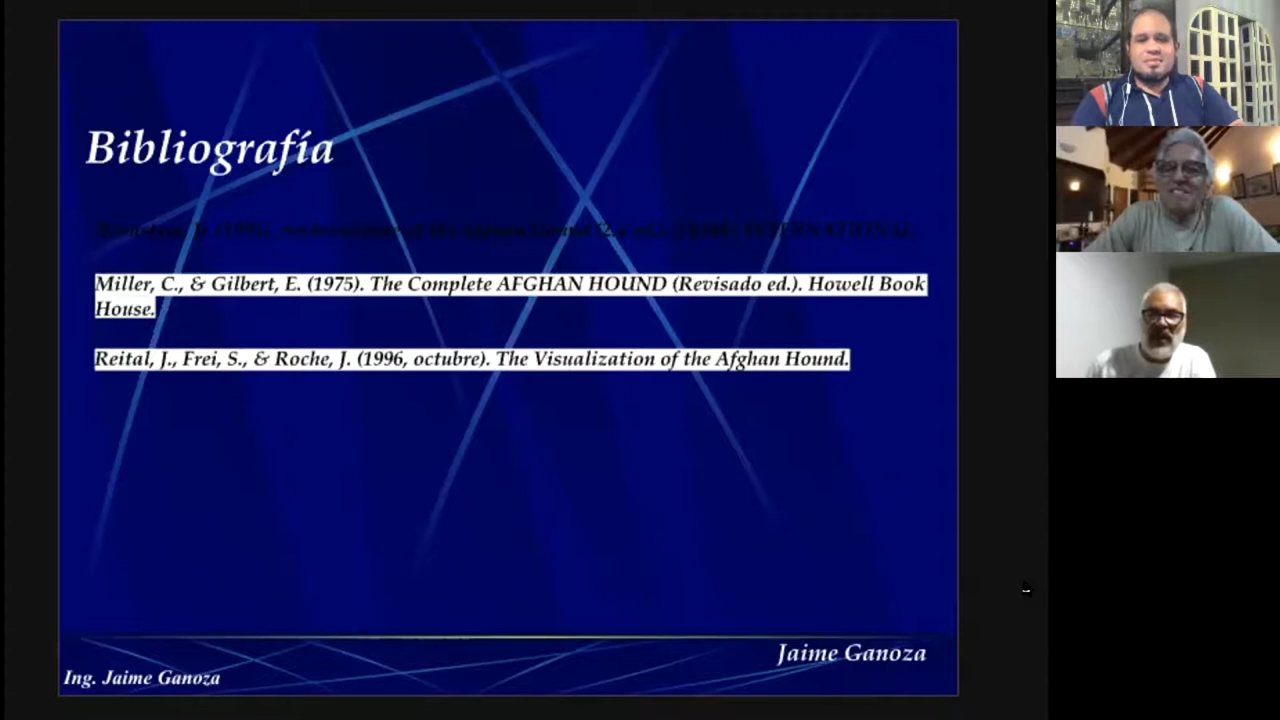 Bibliografía
Miller, C., & Gilbert, E. (1975). The Complete AFGHAN HOUND (Revisado ed.). Howell Book
House.
Reital, J., Frei, S., & Roche, J. (1996, octubre). The Visualization of the Afghan Hound.
Jaime Ganoza
Ing. Jaime Ganoza